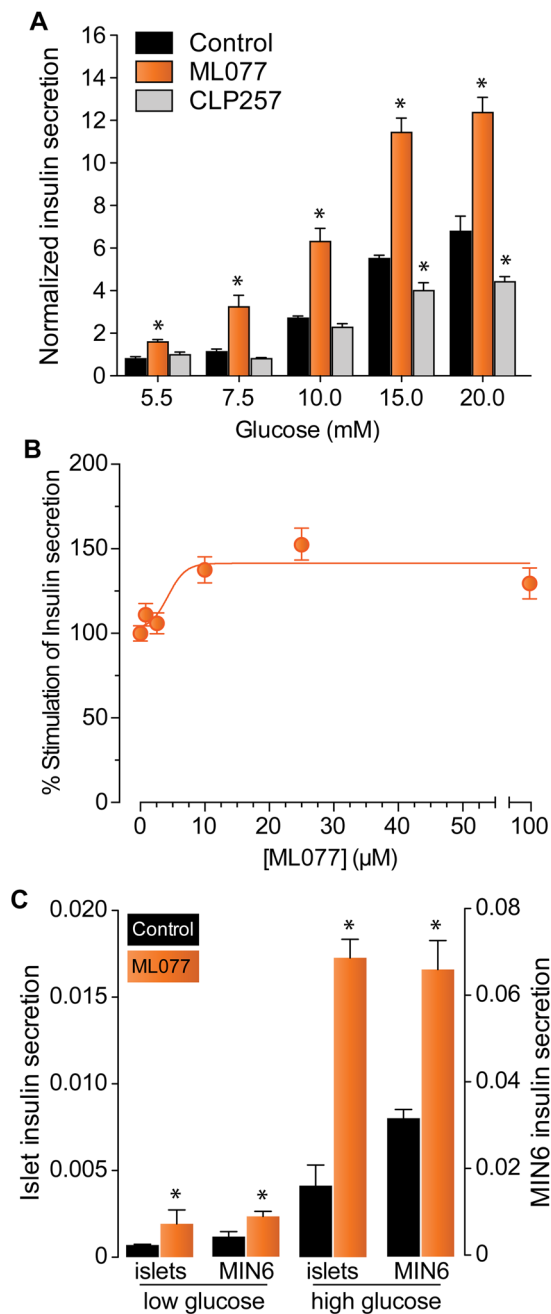 A
Control
ML077
CLP257
Normalized insulin secretion
16
14
12
10
8
6
4
2
0
* * * * * * *
5.5 7.5 10.0 15.0 20.0
Glucose (mM)
B
% Stimulation of Insulin secretion
200
150
100
50
0
0 10 20 30 40 50 100
[ML077] (µM)
C
Control
ML077
Islet insulin secretion
0.020
0.015
0.010
0.005
0
MIN6 insulin secretion
0.08
0.06
0.04
0.02
0
* * * *
islets MIN6 islets MIN6
low glucose high glucose